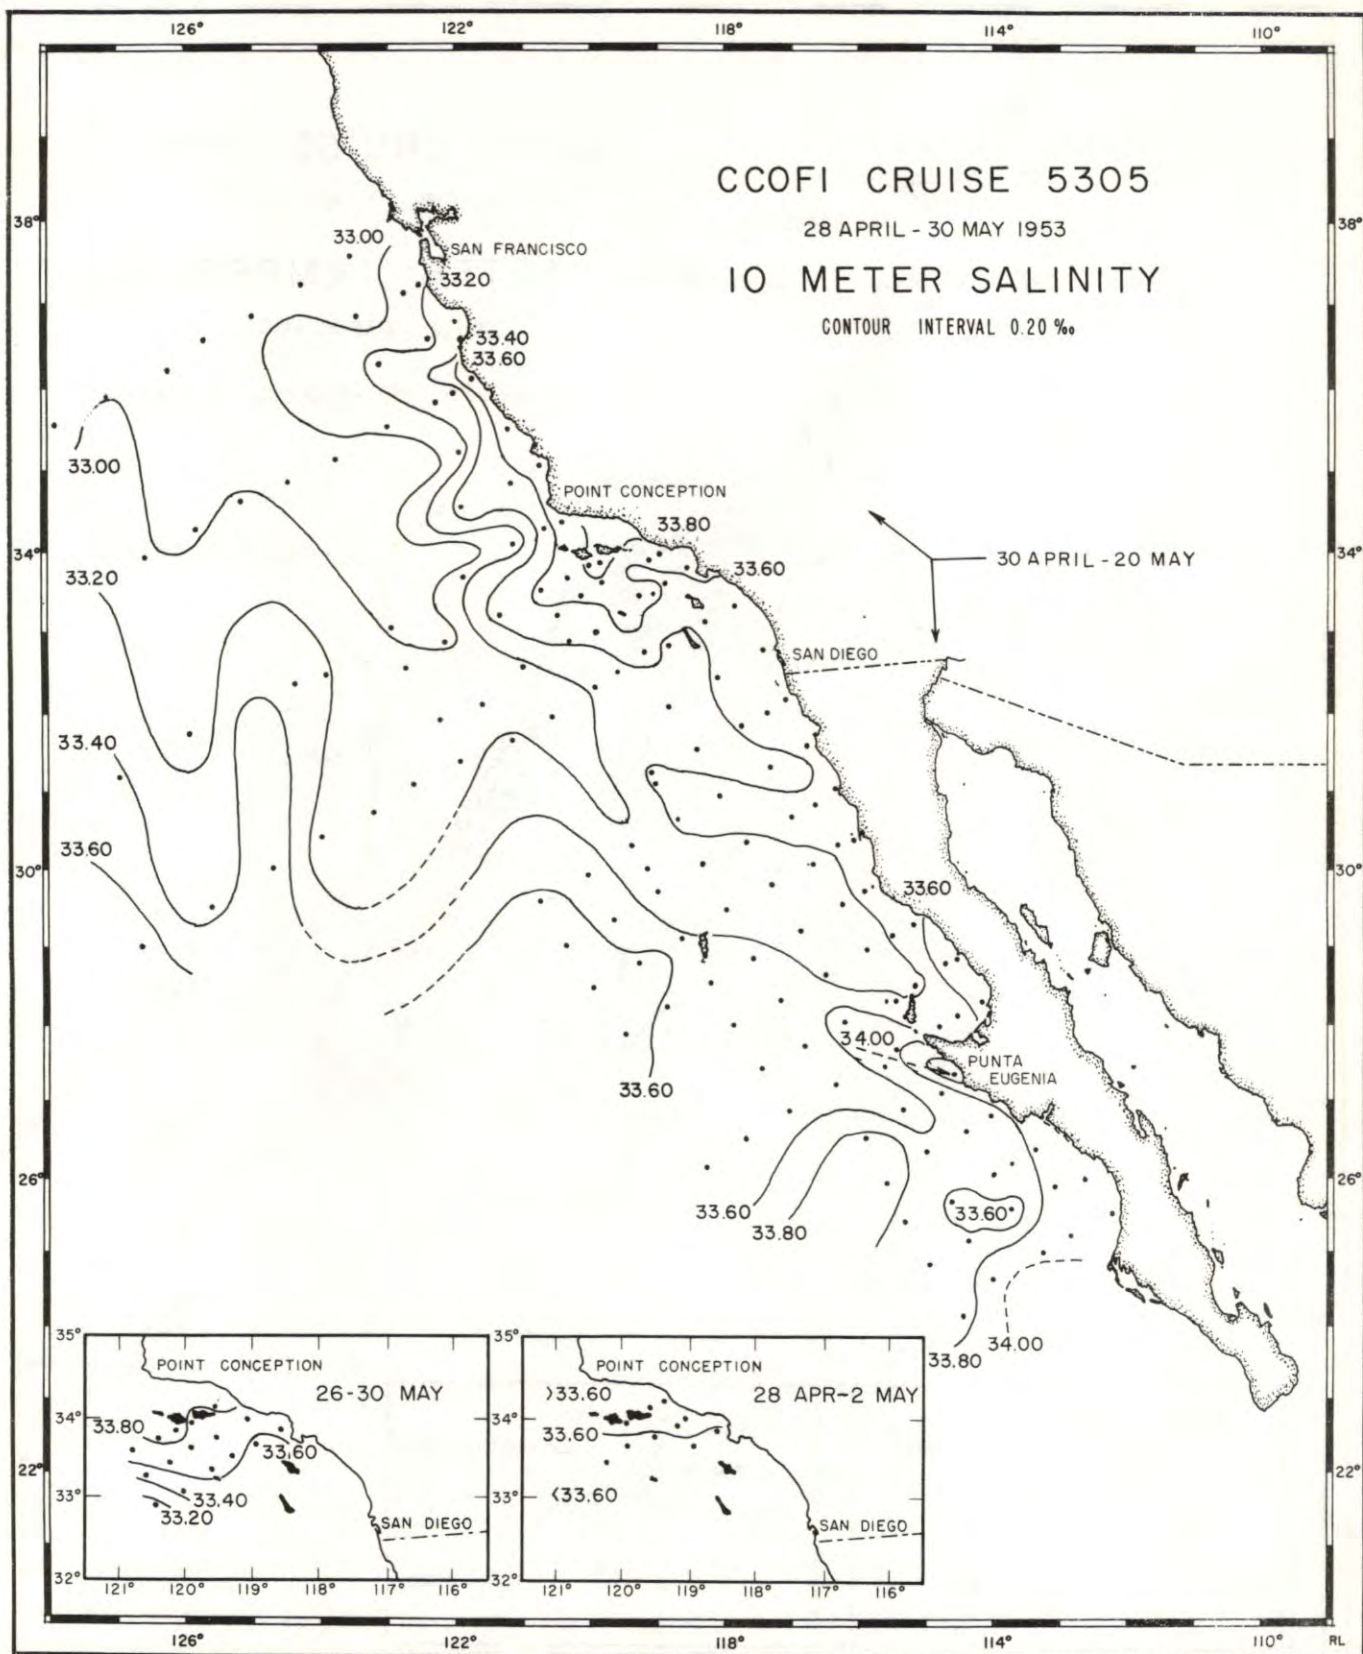 126° 122° 118° 114° 110°
CCOFI CRUISE 5305
28 APRIL - 30 MAY 1953
10 METER SALINITY
CONTOUR INTERVAL 0.20 ‰
38° 38°
33.00
SAN FRANCISCO
33.20
33.40
33.60
33.00
POINT CONCEPTION
33.80
34° 34°
30 APRIL - 20 MAY
33.60
33.20
SAN DIEGO
33.40
33.60
30° 30°
33.60
34.00
PUNTA
EUGENIA
33.60
26° 26°
33.60
33.80
33.60
34.00
33.80
35°
POINT CONCEPTION
26-30 MAY
34°
33.80
33.60
33°
33.40
33.20
SAN DIEGO
32°
121° 120° 119° 118° 117° 116°
35°
POINT CONCEPTION
>33.60
28 APR-2 MAY
34°
33.60
33°
<33.60
SAN DIEGO
32°
121° 120° 119° 118° 117° 116°
22° 22°
126° 122° 118° 114° 110°
RL